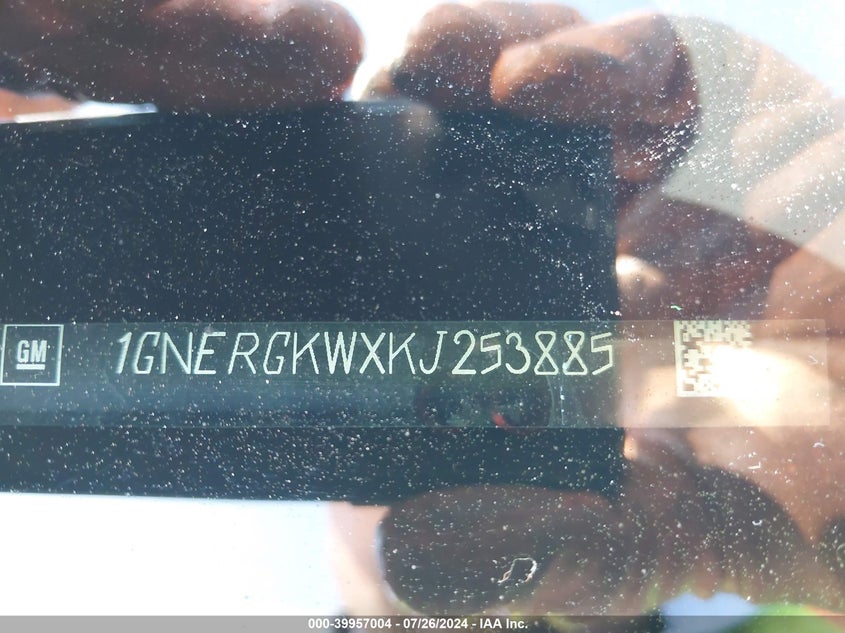 GM 1GNERGKWXKJ253885
000-39957004 - 07/26/2024 - IAA Inc.